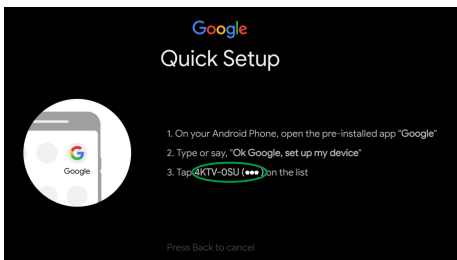 Google
Quick Setup
1. On your Android Phone, open the pre-installed app "Google"
2. Type or say, "Ok Google, set up my device"
3. Tap 4KTV-0SU (●●●) on the list
G
Google
Press Back to cancel